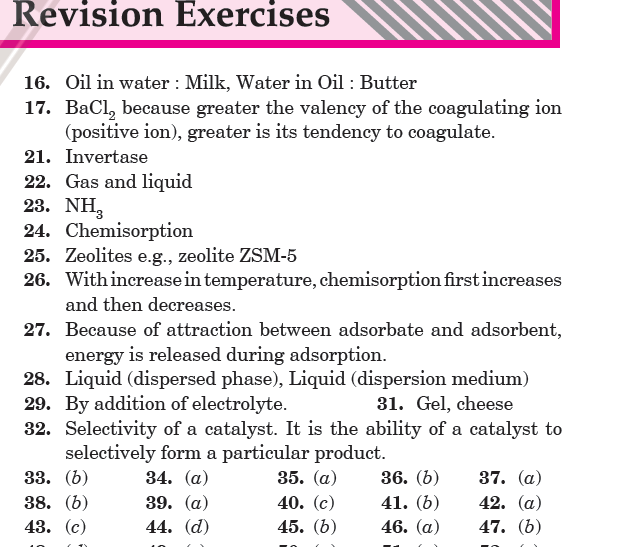 Revision Exercises
16. Oil in water : Milk, Water in Oil : Butter
17. BaCl₂ because greater the valency of the coagulating ion
(positive ion), greater is its tendency to coagulate.
21. Invertase
22. Gas and liquid
23. NH₃
24. Chemisorption
25. Zeolites e.g., zeolite ZSM-5
26. With increase in temperature, chemisorption first increases
and then decreases.
27. Because of attraction between adsorbate and adsorbent,
energy is released during adsorption.
28. Liquid (dispersed phase), Liquid (dispersion medium)
29. By addition of electrolyte. 31. Gel, cheese
32. Selectivity of a catalyst. It is the ability of a catalyst to
selectively form a particular product.
33. (b) 34. (a) 35. (a) 36. (b) 37. (a)
38. (b) 39. (a) 40. (c) 41. (b) 42. (a)
43. (c) 44. (d) 45. (b) 46. (a) 47. (b)